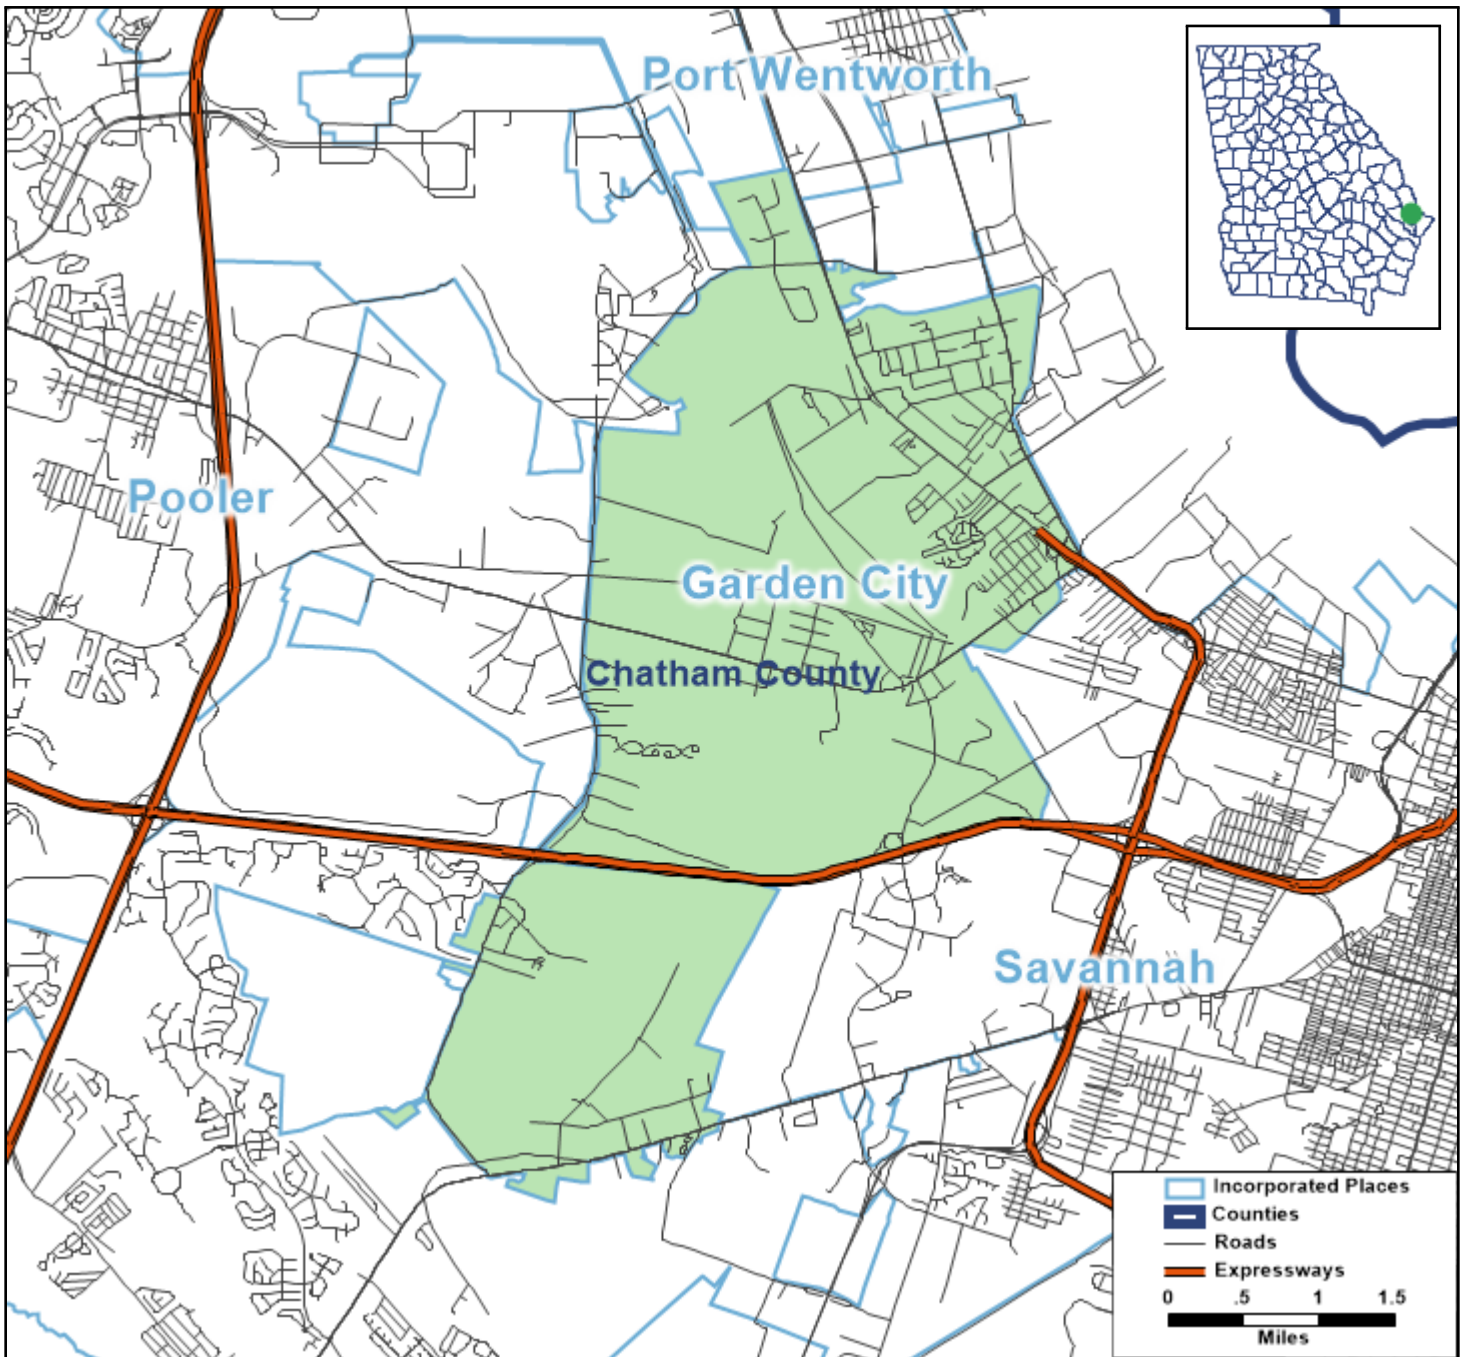 Port Wentworth
Pooler
Garden City
Chatham County
Savannah
Incorporated Places
Counties
Roads
Expressways
0 .5 1 1.5
Miles